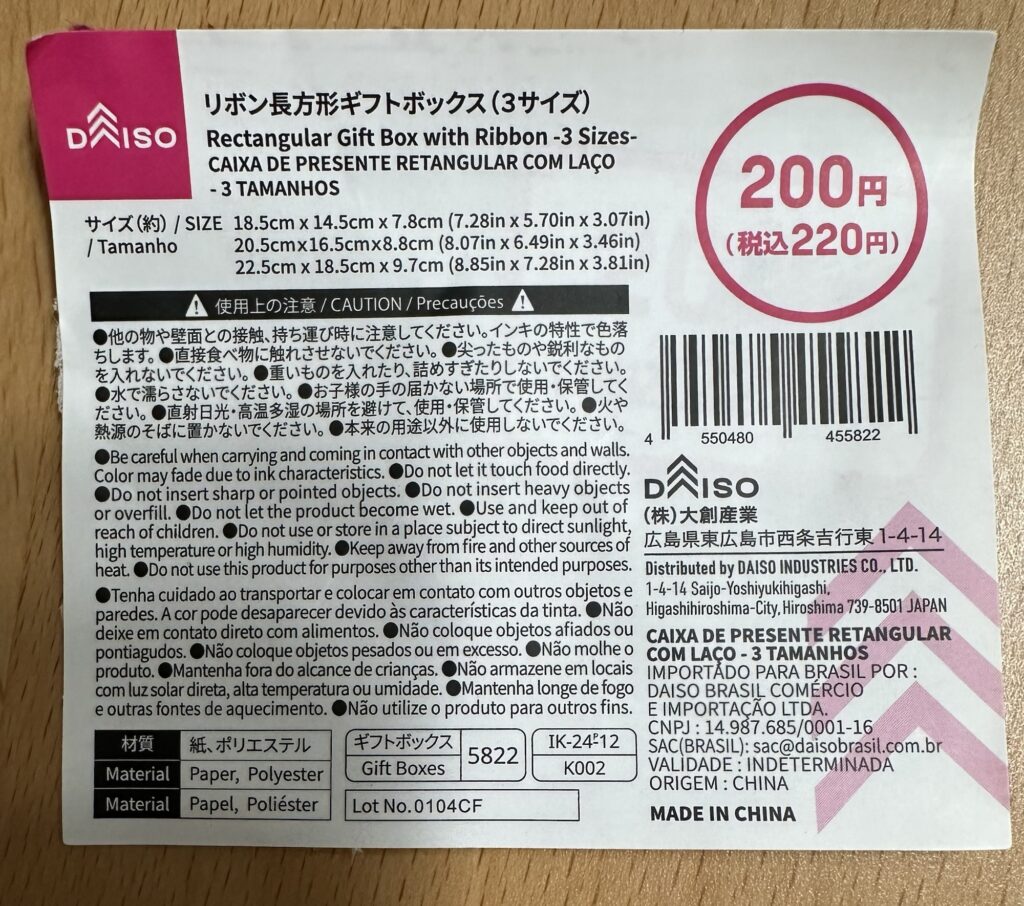 DAISO
リボン長方形ギフトボックス(3サイズ)
Rectangular Gift Box with Ribbon -3 Sizes-
CAIXA DE PRESENTE RETANGULAR COM LAÇO
- 3 TAMANHOS
200円
(税込220円)
サイズ(約) / SIZE 18.5cm x 14.5cm x 7.8cm (7.28in x 5.70in x 3.07in)
/ Tamanho 20.5cmx16.5cmx8.8cm (8.07in x 6.49in x 3.46in)
22.5cm x 18.5cm x 9.7cm (8.85in x 7.28in x 3.81in)
使用上の注意 / CAUTION / Precauções
●他の物や壁面との接触、持ち運び時に注意してください。インキの特性で色落
ちします。●直接食べ物に触れさせないでください。●尖ったものや鋭利なもの
を入れないでください。●重いものを入れたり、詰めすぎたりしないでください。
●水で濡らさないでください。●お子様の手の届かない場所で使用・保管してく
ださい。●直射日光・高温多湿の場所を避けて、使用・保管してください。●火や
熱源のそばに置かないでください。●本来の用途以外に使用しないでください。
●Be careful when carrying and coming in contact with other objects and walls.
Color may fade due to ink characteristics. ●Do not let it touch food directly.
●Do not insert sharp or pointed objects. ●Do not insert heavy objects
or overfill. ●Do not let the product become wet. ●Use and keep out of
reach of children. ●Do not use or store in a place subject to direct sunlight,
high temperature or high humidity. ●Keep away from fire and other sources of
heat. ●Do not use this product for purposes other than its intended purposes.
●Tenha cuidado ao transportar e colocar em contato com outros objetos e
paredes. A cor pode desaparecer devido às características da tinta. ●Não
deixe em contato direto com alimentos. ●Não coloque objetos afiados ou
pontiagudos. ●Não coloque objetos pesados ou em excesso. ●Não molhe o
produto. ●Mantenha fora do alcance de crianças. ●Não armazene em locais
com luz solar direta, alta temperatura ou umidade. ●Mantenha longe de fogo
e outras fontes de aquecimento. ●Não utilize o produto para outros fins.
材質 紙、ポリエステル
Material Paper, Polyester
Material Papel, Poliéster
ギフトボックス
Gift Boxes
5822
IK-24ﾋ12
K002
Lot No.0104CF
4 550480 455822
DAISO
(株)大創産業
広島県東広島市西条吉行東1-4-14
Distributed by DAISO INDUSTRIES CO., LTD.
1-4-14 Saijo-Yoshiyukihigashi,
Higashihiroshima-City, Hiroshima 739-8501 JAPAN
CAIXA DE PRESENTE RETANGULAR
COM LAÇO - 3 TAMANHOS
IMPORTADO PARA BRASIL POR :
DAISO BRASIL COMÉRCIO
E IMPORTAÇÃO LTDA.
CNPJ : 14.987.685/0001-16
SAC(BRASIL): sac@daisobrasil.com.br
VALIDADE : INDETERMINADA
ORIGEM : CHINA
MADE IN CHINA